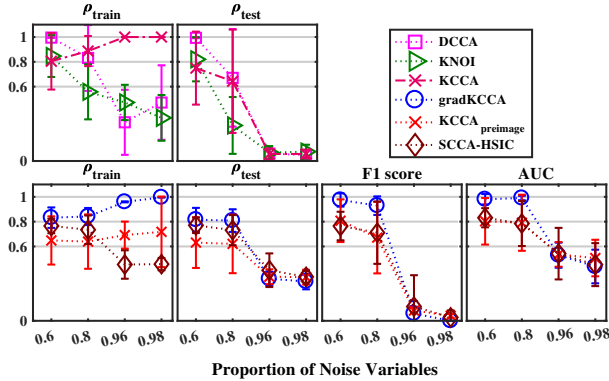 ρtrain ρtest
1
0.8
0.6
0
DCCA
KNOI
KCCA
gradKCCA
KCCApreimage
SCCA-HSIC
ρtrain ρtest F1 score AUC
1
0.8
0.6
0
0.6 0.8 0.96 0.98 0.6 0.8 0.96 0.98 0.6 0.8 0.96 0.98 0.6 0.8 0.96 0.98
Proportion of Noise Variables